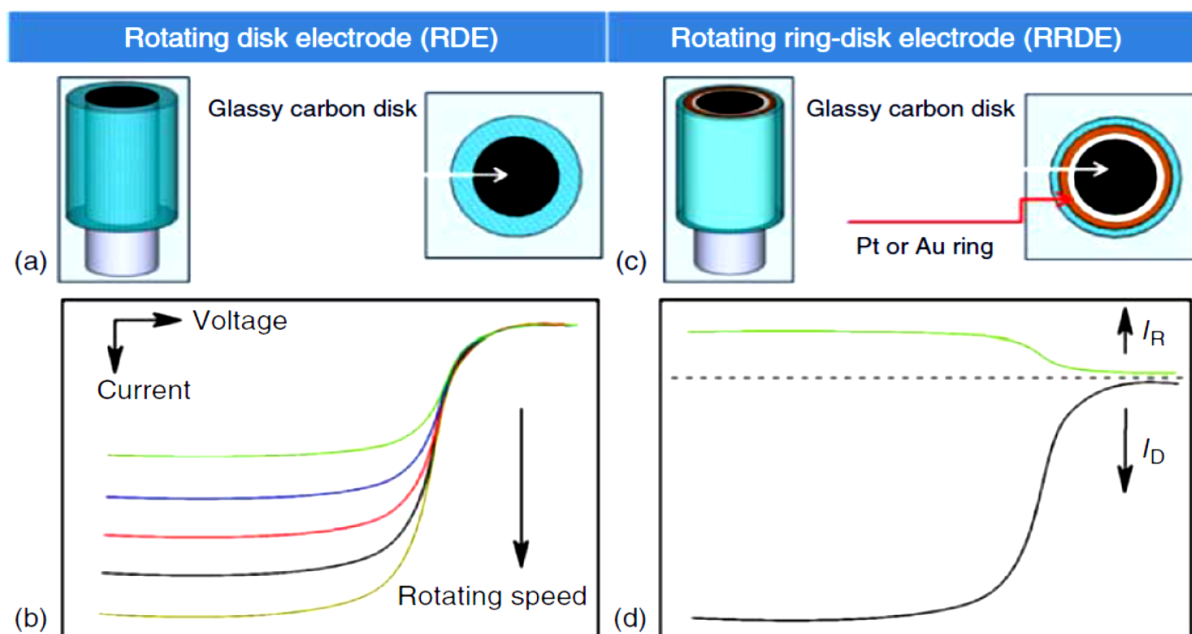 Rotating disk electrode (RDE)
Rotating ring-disk electrode (RRDE)
Glassy carbon disk
(a)
Glassy carbon disk
Pt or Au ring
(c)
Voltage
Current
Rotating speed
(b)
I_R
I_D
(d)